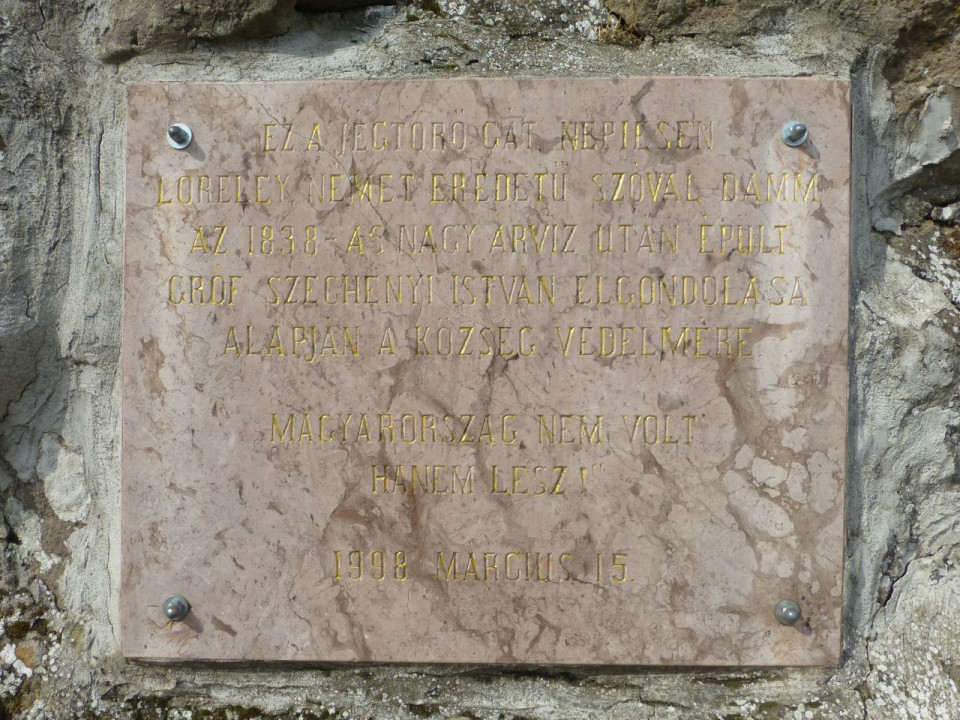 EZ A JÉGTÖRŐ GÁT NÉPIESEN
LORELEY NÉMET EREDETŰ SZÓVAL DAMM
AZ 1838-AS NAGY ÁRVIZ UTÁN ÉPÜLT
GRÓF SZÉCHENYI ISTVÁN ELGONDOLÁSA
ALAPJÁN A KÖZSÉG VÉDELMÉRE.
MAGYARORSZÁG NEM VOLT
HANEM LESZ!"
1998 MÁRCIUS 15.